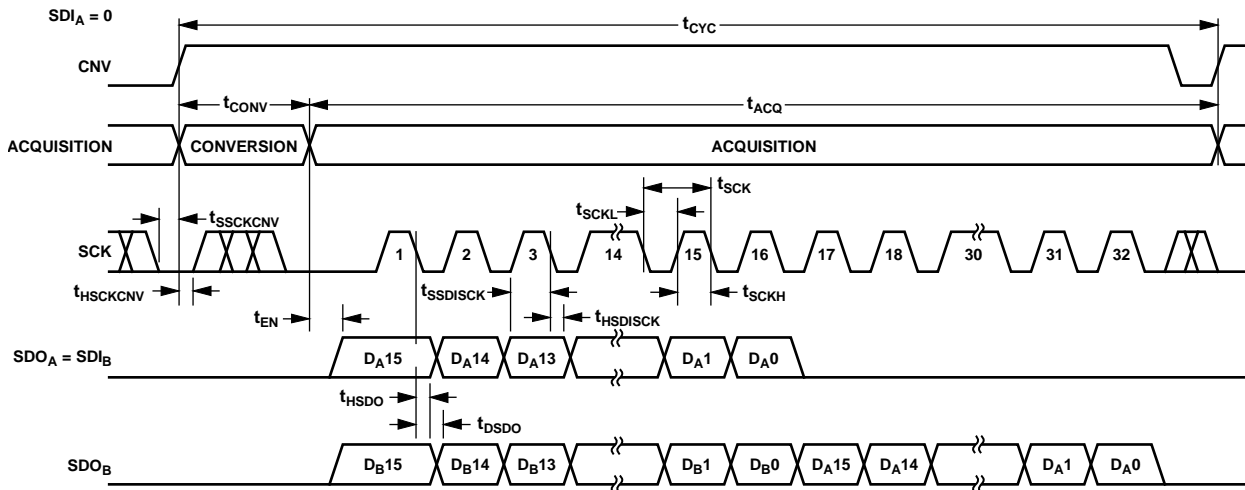 SDIA = 0
tCYC
CNV
tCONV
tACQ
ACQUISITION
CONVERSION
ACQUISITION
tSCK
tSSCKCNV
tSCKL
SCK
1
2
3
14
15
16
17
18
30
31
32
tHSCKCNV
tSSDISCK
tSCKH
tEN
tHSDISCK
SDOA = SDIB
DA15
DA14
DA13
DA1
DA0
tHSDO
tDSDO
SDOB
DB15
DB14
DB13
DB1
DB0
DA15
DA14
DA1
DA0